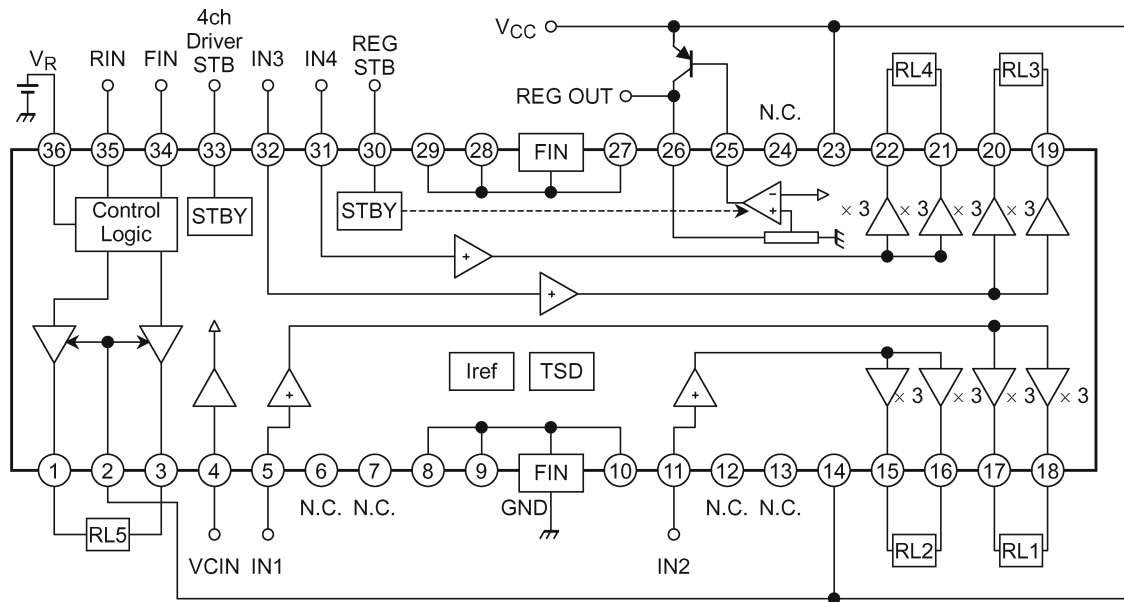 4ch
Driver
STB
REG
STB
VCC
VR
RIN
FIN
IN3
IN4
REG OUT
N.C.
RL4
RL3
36
35
34
33
32
31
30
29
28
FIN
27
26
25
24
23
22
21
20
19
Control
Logic
STBY
STBY
−
+
× 3
× 3
× 3
× 3
+
+
Iref
TSD
+
+
× 3
× 3
× 3
× 3
1
2
3
4
5
6
7
8
9
FIN
10
11
12
13
14
15
16
17
18
N.C.
N.C.
GND
N.C.
N.C.
RL5
VCIN
IN1
IN2
RL2
RL1